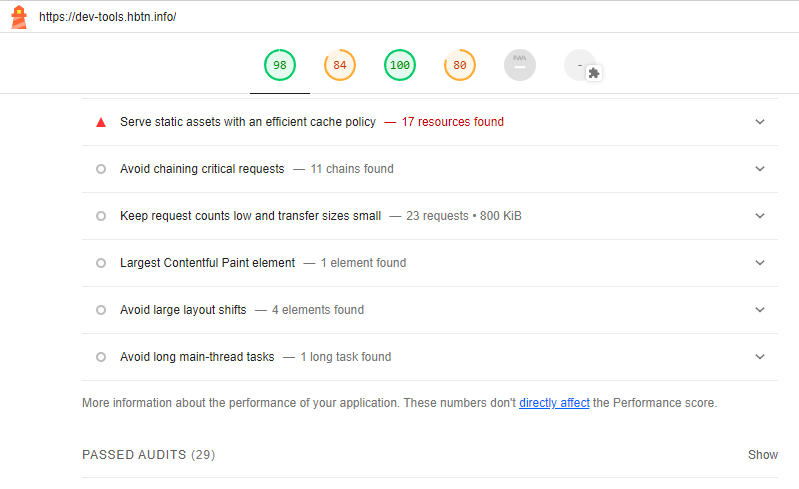 https://dev-tools.hbtn.info/
98 84 100 80 PWA — -
Serve static assets with an efficient cache policy — 17 resources found
Avoid chaining critical requests — 11 chains found
Keep request counts low and transfer sizes small — 23 requests • 800 KiB
Largest Contentful Paint element — 1 element found
Avoid large layout shifts — 4 elements found
Avoid long main-thread tasks — 1 long task found
More information about the performance of your application. These numbers don't directly affect the Performance score.
PASSED AUDITS (29) Show